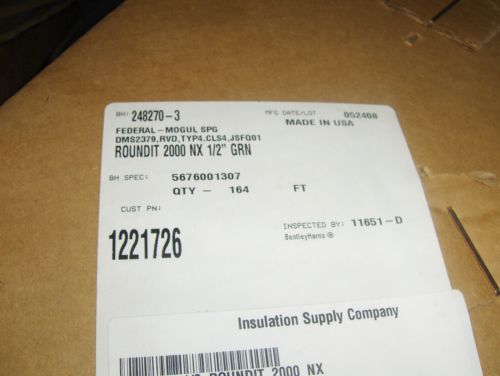 BH: 248270-3 MFG DATE/LOT 052408
FEDERAL-MOGUL SPG MADE IN USA
DMS2379,RVD,TYP4,CLS4,JSFQ01
ROUNDIT 2000 NX 1/2" GRN
BH SPEC: 5676001307
QTY - 164 FT
CUST PN:
INSPECTED BY: 11651-D
1221726 BentleyHarris ®
Insulation Supply Company
ROUNDIT 2000 NX